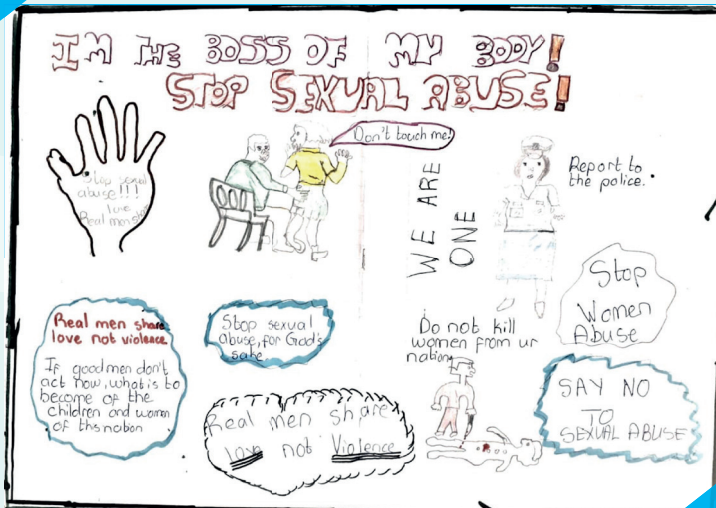 I'M THE BOSS OF MY BODY!
STOP SEXUAL ABUSE!
Stop sexual
abuse!!!
love
Real men share
Don't touch me!
WE ARE
ONE
Report to
the police.
Stop
Women
Abuse
Real men share
love not violence
If good men don't
act now, what is to
become of the
children and women
of this nation
Stop sexual
abuse, for God's
sake.
Do not kill
women from ur
nation
Real men share
love not Violence
SAY NO
TO
SEXUAL ABUSE